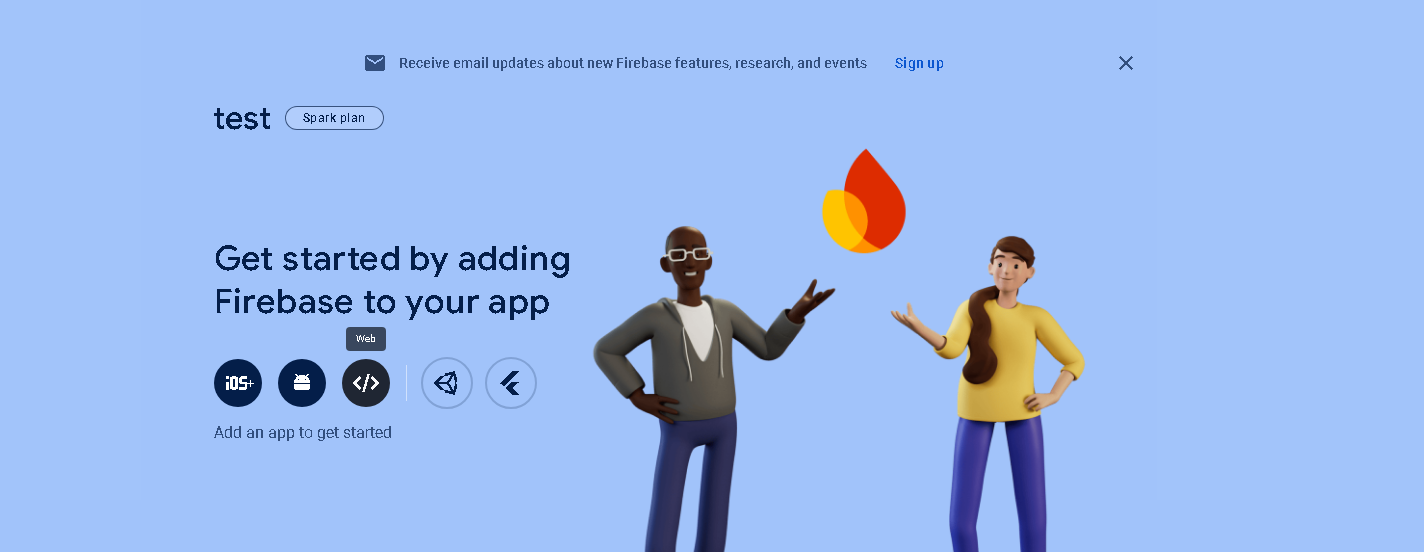 Receive email updates about new Firebase features, research, and events Sign up
test Spark plan
Get started by adding
Firebase to your app
Web
iOS+ </>
Add an app to get started